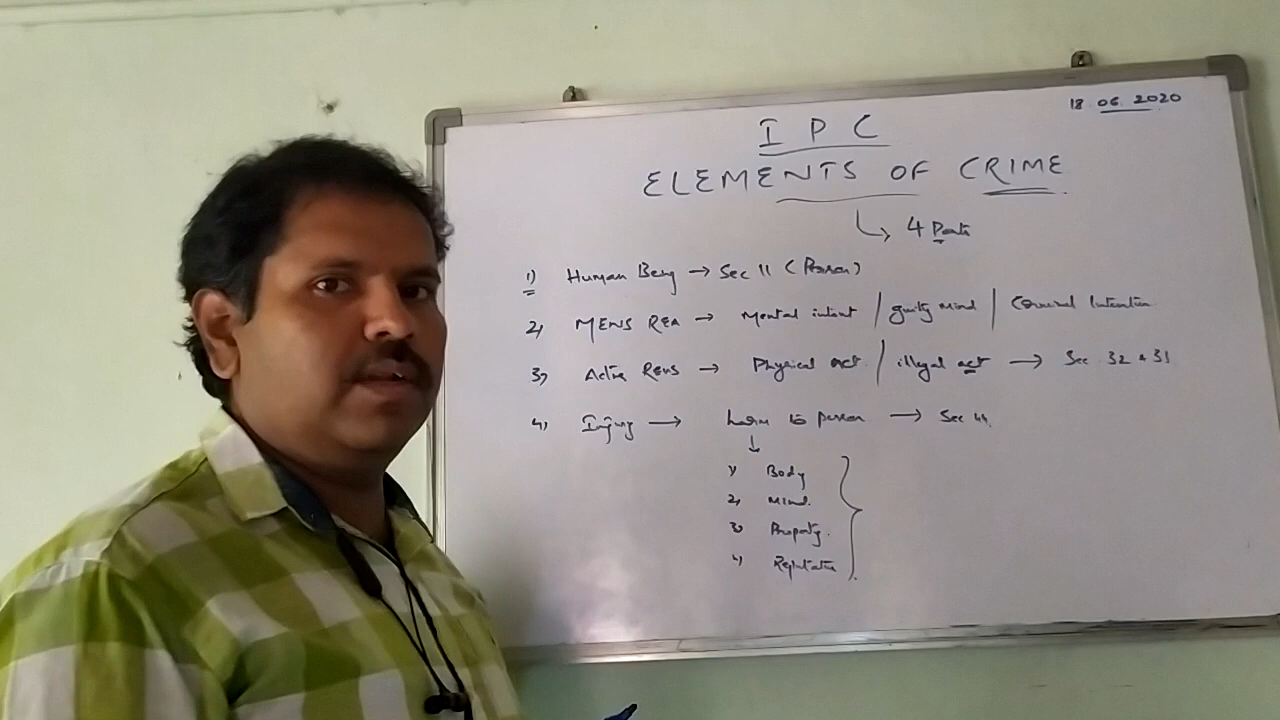 18.06.2020
I P C
ELEMENTS OF CRIME
↳ 4 Parts
1) Human Being → Sec 11 (Person)
2) MENS REA → Mental intent / guilty mind / Criminal Intention
3) Actus Reus → Physical act / illegal act → Sec 32 & 33
4) Injury → harm to person → Sec 44.
↓
1) Body
2) Mind.
3) Property.
4) Reputation